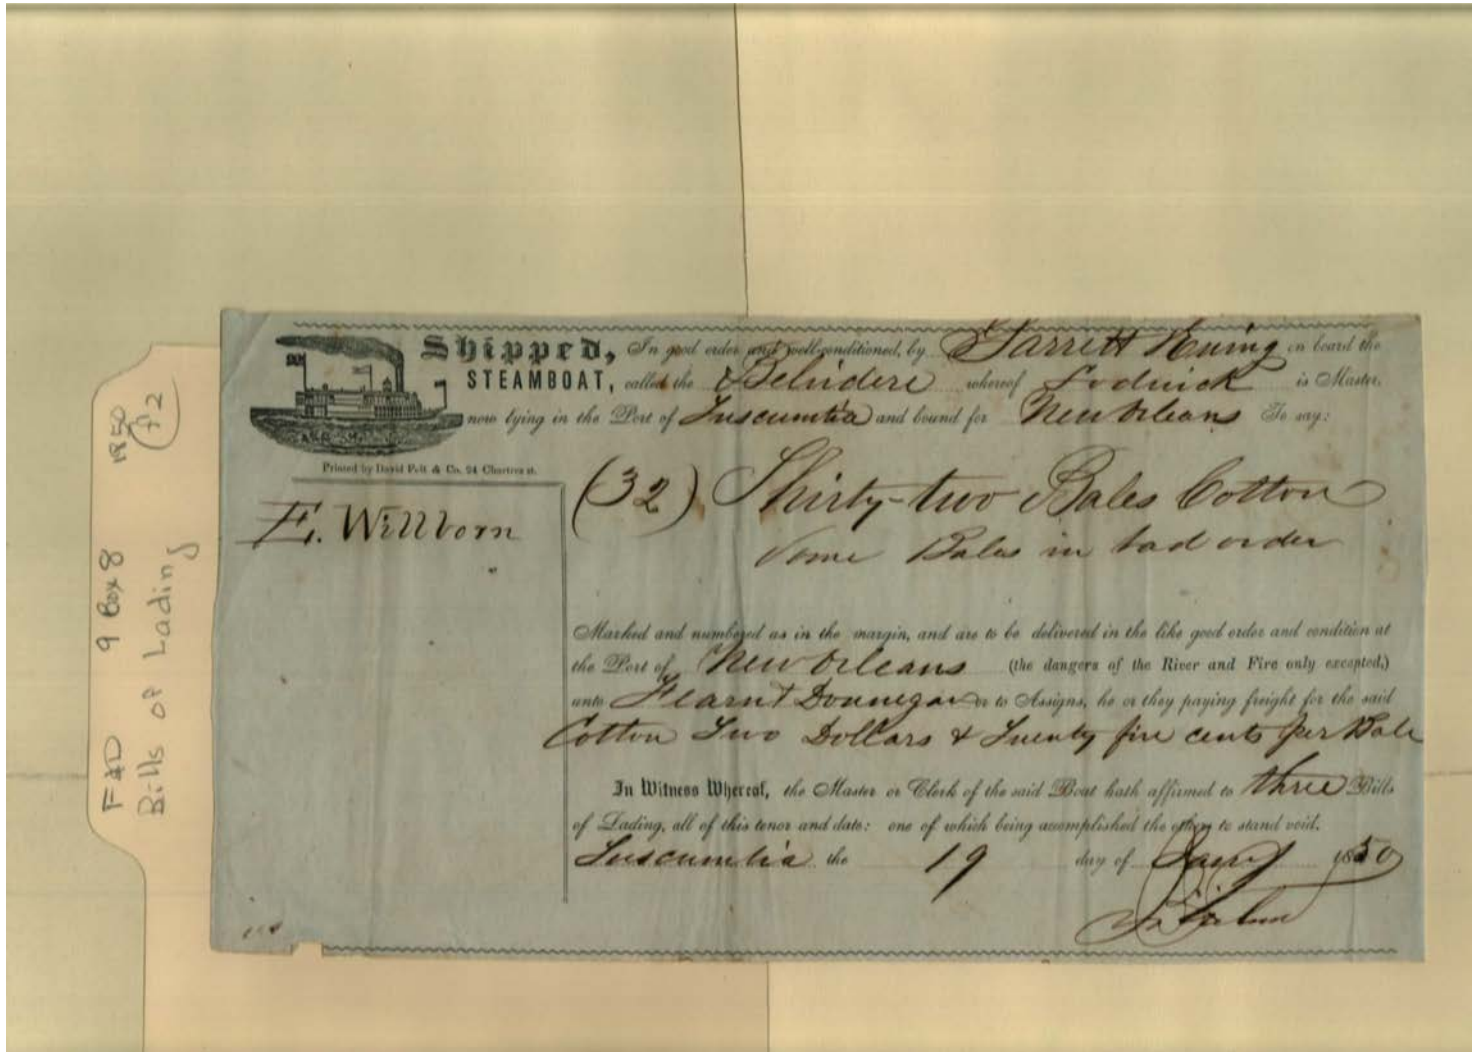 1850
F2
F&D 9 Box 8
Bills of Lading
Shipped, In good order and well-conditioned, by Garrett & Ewing on board the
STEAMBOAT, called the Belvidere whereof Lodwick is Master,
now lying in the Port of Tuscumbia and bound for New Orleans To say:
Printed by David Felt & Co. 24 Chartres st.
E. Willborn
(32) Thirty-two Bales Cotton
Some Bales in bad order
Marked and numbered as in the margin, and are to be delivered in the like good order and condition at
the Port of New Orleans (the dangers of the River and Fire only excepted,)
unto Fearn & Donnegan or to Assigns, he or they paying freight for the said
Cotton Two Dollars & Twenty five cents per Bale
In Witness Whereof, the Master or Clerk of the said Boat hath affirmed to three Bills
of Lading, all of this tenor and date: one of which being accomplished the others to stand void.
Tuscumbia the 19 day of Jany 1850